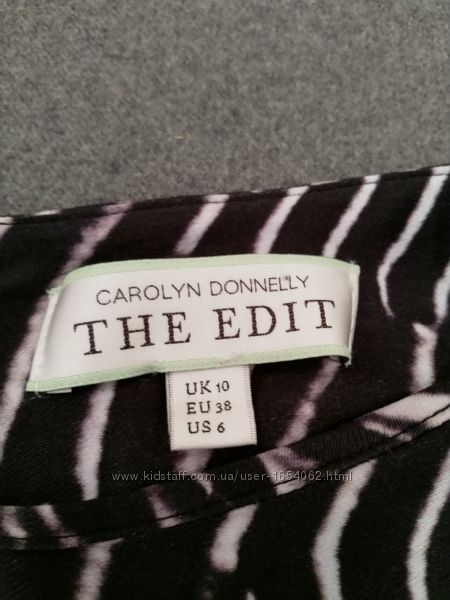 CAROLYN DONNELLY
THE EDIT
UK 10
EU 38
US 6
www.kidstaff.com.ua/user-1654062.html